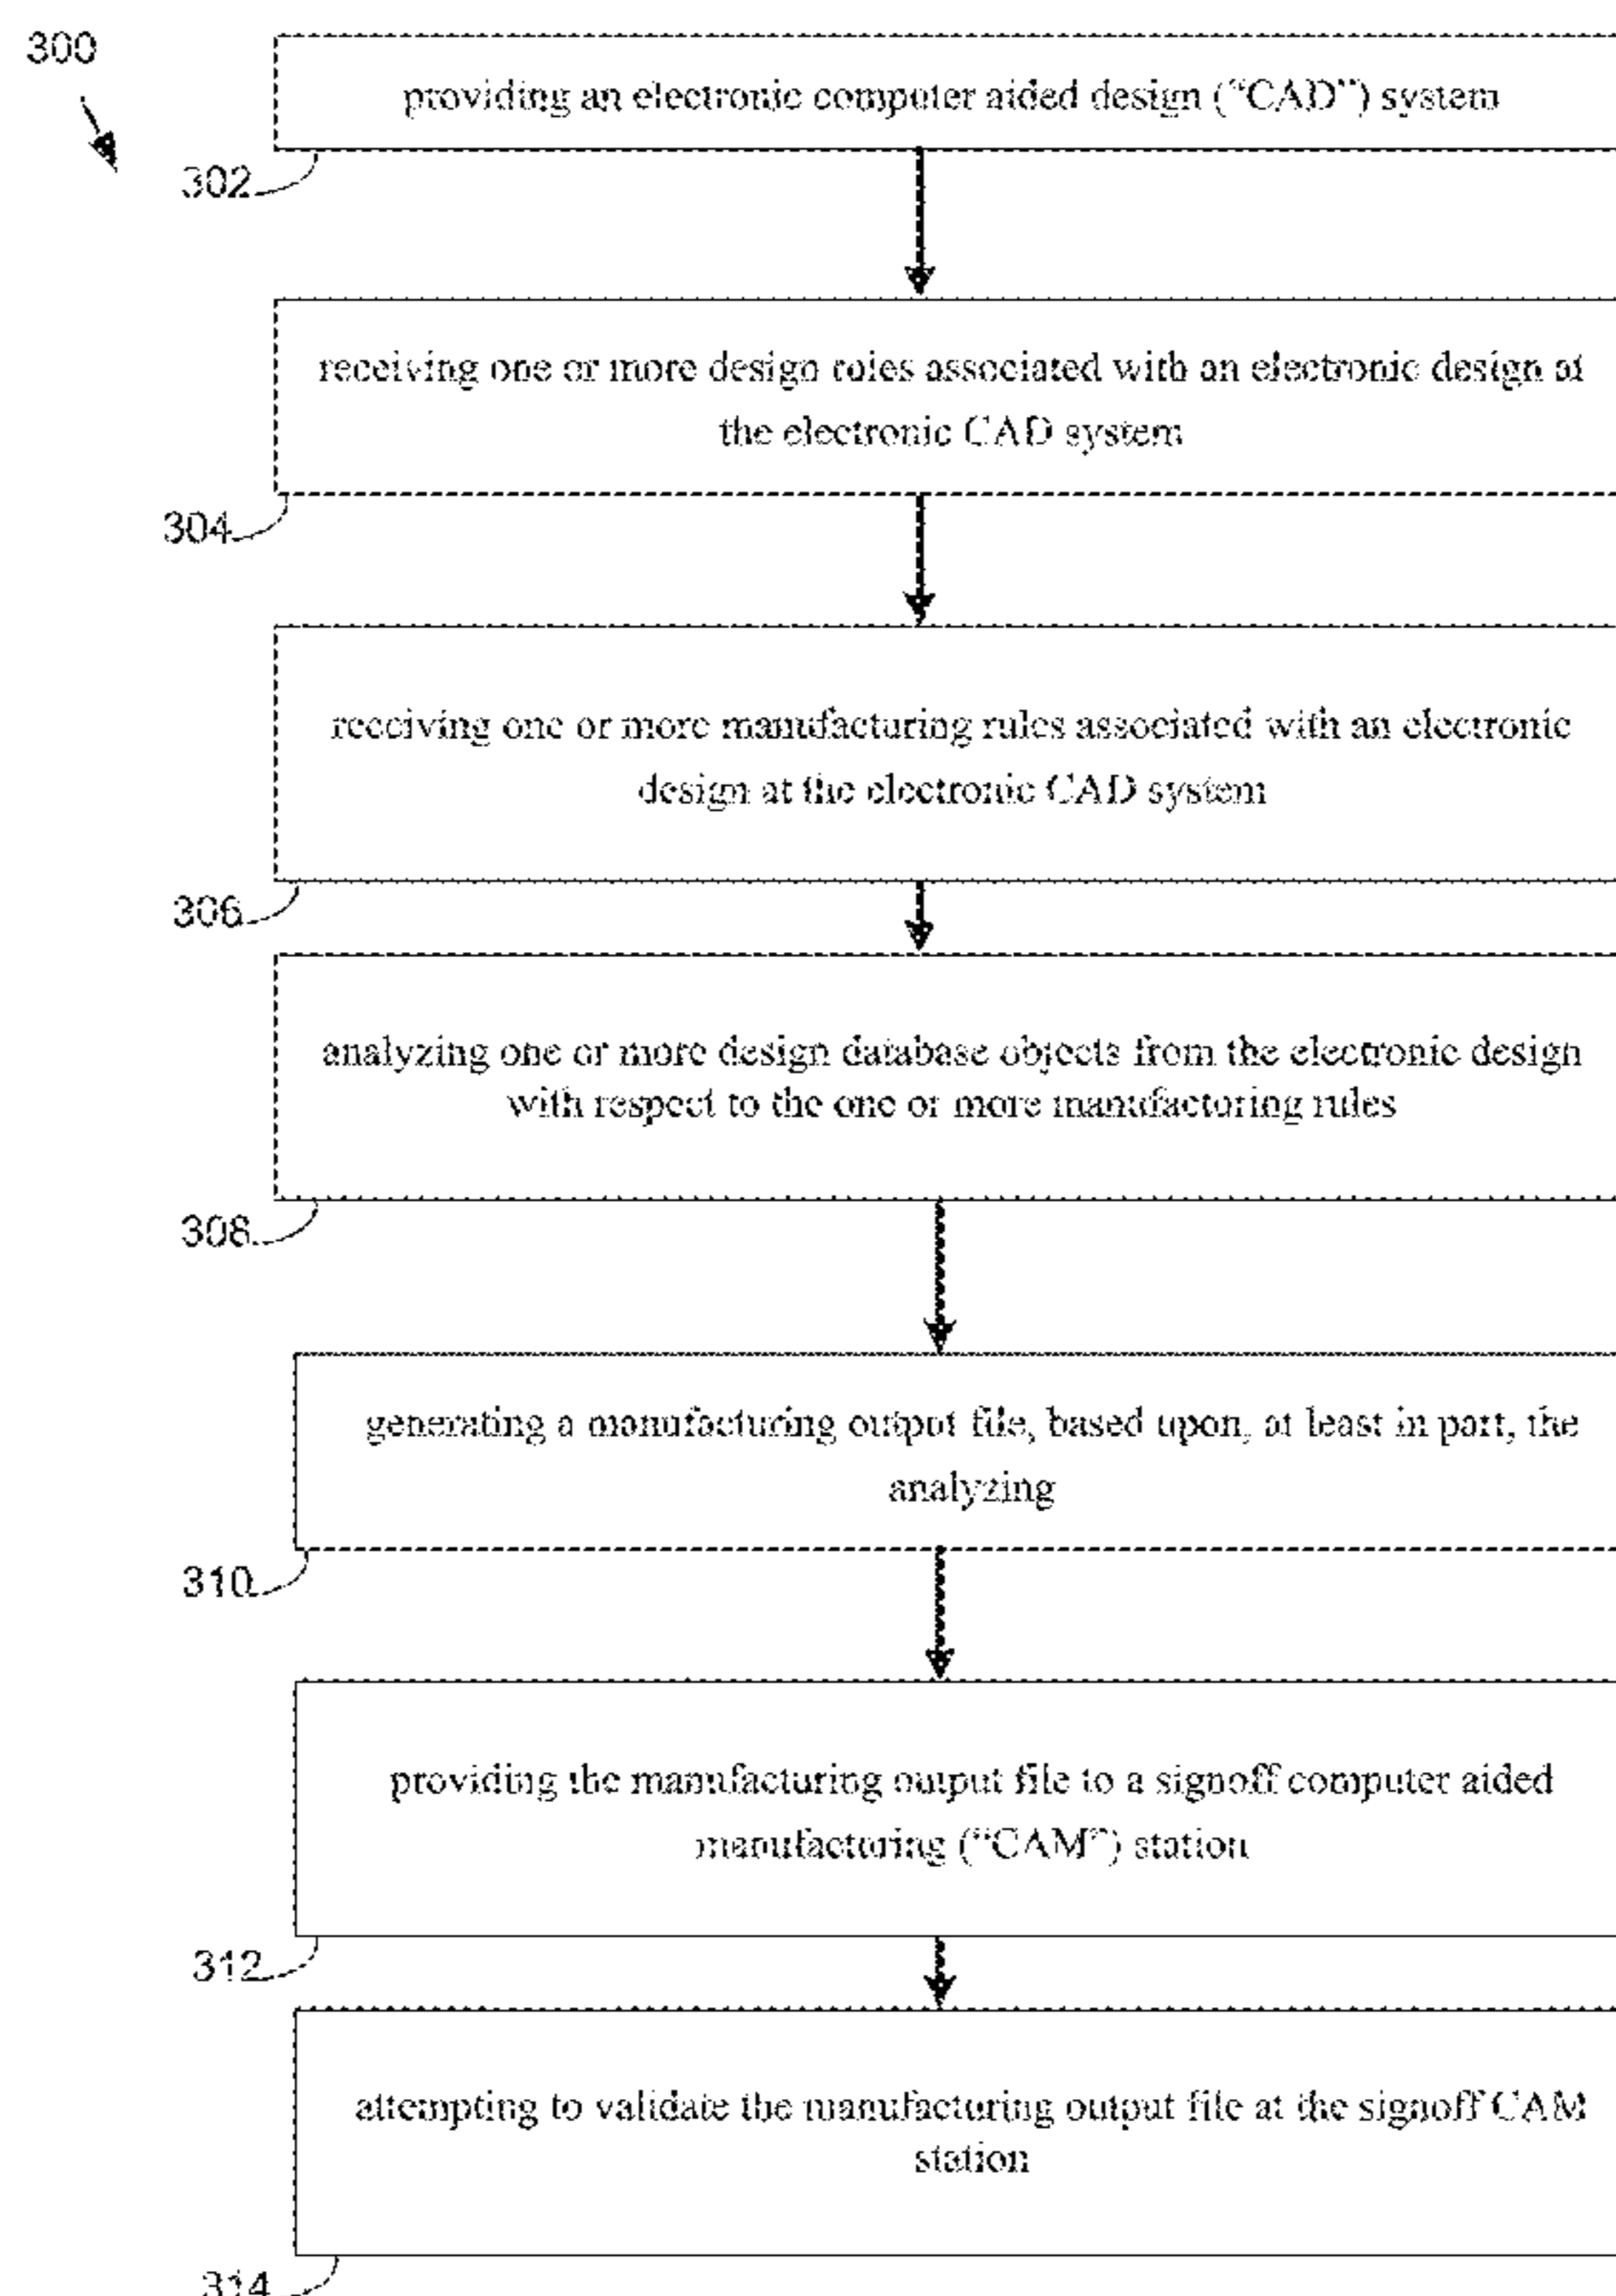 300
providing an electronic computer aided design (“CAD”) system
302
receiving one or more design rules associated with an electronic design at
the electronic CAD system
304
receiving one or more manufacturing rules associated with an electronic
design at the electronic CAD system
306
analyzing one or more design database objects from the electronic design
with respect to the one or more manufacturing rules
308
generating a manufacturing output file, based upon, at least in part, the
analyzing
310
providing the manufacturing output file to a signoff computer aided
manufacturing (“CAM”) station
312
attempting to validate the manufacturing output file at the signoff CAM
station
314